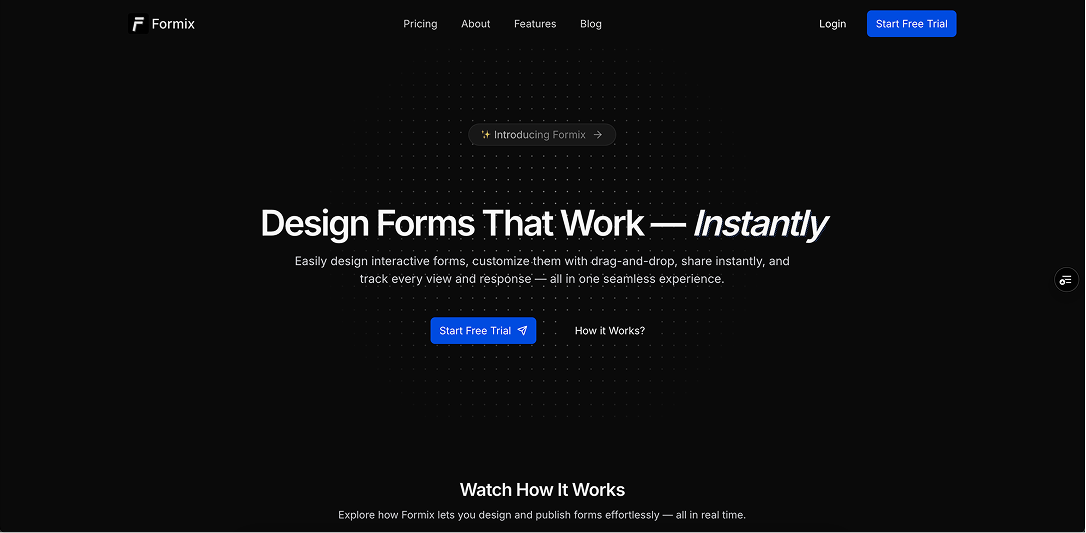 Formix
Pricing About Features Blog
Login
Start Free Trial
✨ Introducing Formix →
Design Forms That Work — Instantly
Easily design interactive forms, customize them with drag-and-drop, share instantly, and
track every view and response — all in one seamless experience.
Start Free Trial
How it Works?
Watch How It Works
Explore how Formix lets you design and publish forms effortlessly — all in real time.